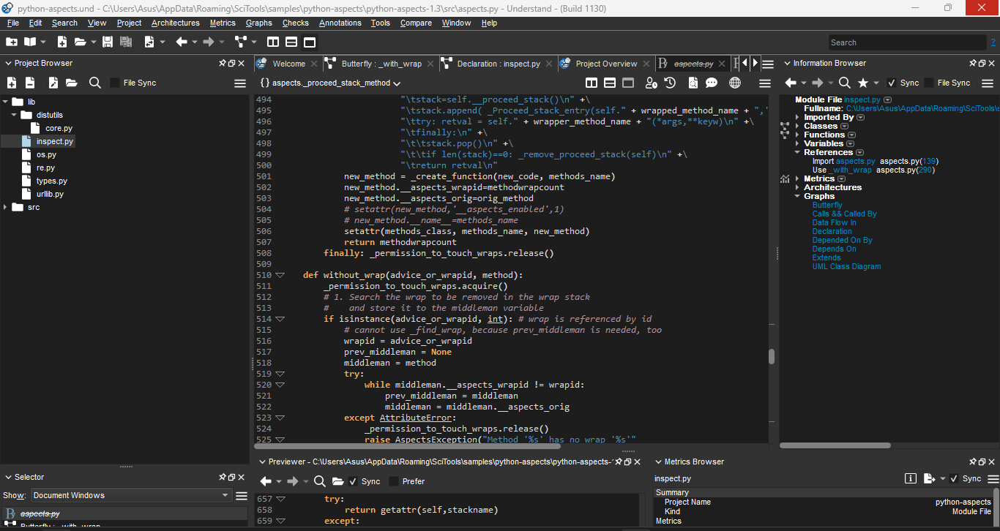 python-aspects.und - C:\Users\Asus\AppData\Roaming\SciTools\samples\python-aspects\python-aspects-1.3\src\aspects.py - Understand - (Build 1130)
File Edit Search View Project Architectures Metrics Graphs Checks Annotations Tools Compare Window Help
Search ?
Project Browser
File Sync
lib
distutils
core.py
inspect.py
os.py
re.py
types.py
urllib.py
src
Selector
Show: Document Windows
aspects.py
Butterfly : _with_wrap
Welcome Butterfly : _with_wrap Declaration : inspect.py Project Overview aspects.py
{} aspects._proceed_stack_method
494 "\tstack=self.__proceed_stack()\n" +\
495 "\tstack.append( _Proceed_stack_entry(self." + wrapped_method_name + ",'
496 "\ttry: retval = self." + wrapper_method_name + "(*args,**keyw)\n" +\
497 "\tfinally:\n" +\
498 "\t\tstack.pop()\n" +\
499 "\t\tif len(stack)==0: _remove_proceed_stack(self)\n" +\
500 "\treturn retval\n"
501 new_method = _create_function(new_code, methods_name)
502 new_method.__aspects_wrapid=methodwrapcount
503 new_method.__aspects_orig=orig_method
504 # setattr(new_method,'__aspects_enabled',1)
505 # new_method.__name__=methods_name
506 setattr(methods_class, methods_name, new_method)
507 return methodwrapcount
508 finally: _permission_to_touch_wraps.release()
509
510 def without_wrap(advice_or_wrapid, method):
511 _permission_to_touch_wraps.acquire()
512 # 1. Search the wrap to be removed in the wrap stack
513 # and store it to the middleman variable
514 if isinstance(advice_or_wrapid, int): # wrap is referenced by id
515 # cannot use _find_wrap, because prev_middleman is needed, too
516 wrapid = advice_or_wrapid
517 prev_middleman = None
518 middleman = method
519 try:
520 while middleman.__aspects_wrapid != wrapid:
521 prev_middleman = middleman
522 middleman = middleman.__aspects_orig
523 except AttributeError:
524 _permission_to_touch_wraps.release()
525 raise AspectsException("Method '%s' has no wrap '%s'"
Previewer - C:\Users\Asus\AppData\Roaming\SciTools\samples\python-aspects\python-aspects-
Sync Prefer
657 try:
658 return getattr(self,stackname)
659 except:
Information Browser
Sync File Sync
Module File inspect.py
Fullname: C:\Users\Asus\AppData\Roaming\SciTools\s
Imported By
Classes
Functions
Variables
References
Import aspects.py aspects.py(139)
Use _with_wrap aspects.py(290)
Metrics
Architectures
Graphs
Butterfly
Calls && Called By
Data Flow In
Declaration
Depended On By
Depends On
Extends
UML Class Diagram
Metrics Browser
inspect.py Sync
Summary
Project Name python-aspects
Kind Module File
Metrics